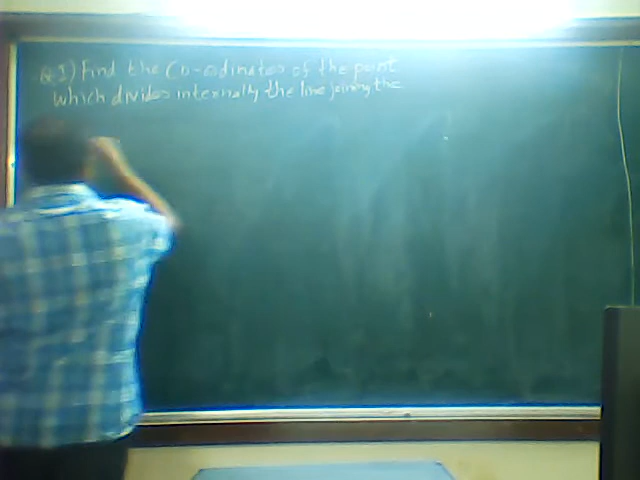 Q.1) Find the Co-ordinates of the point
which divides internally the line joining the